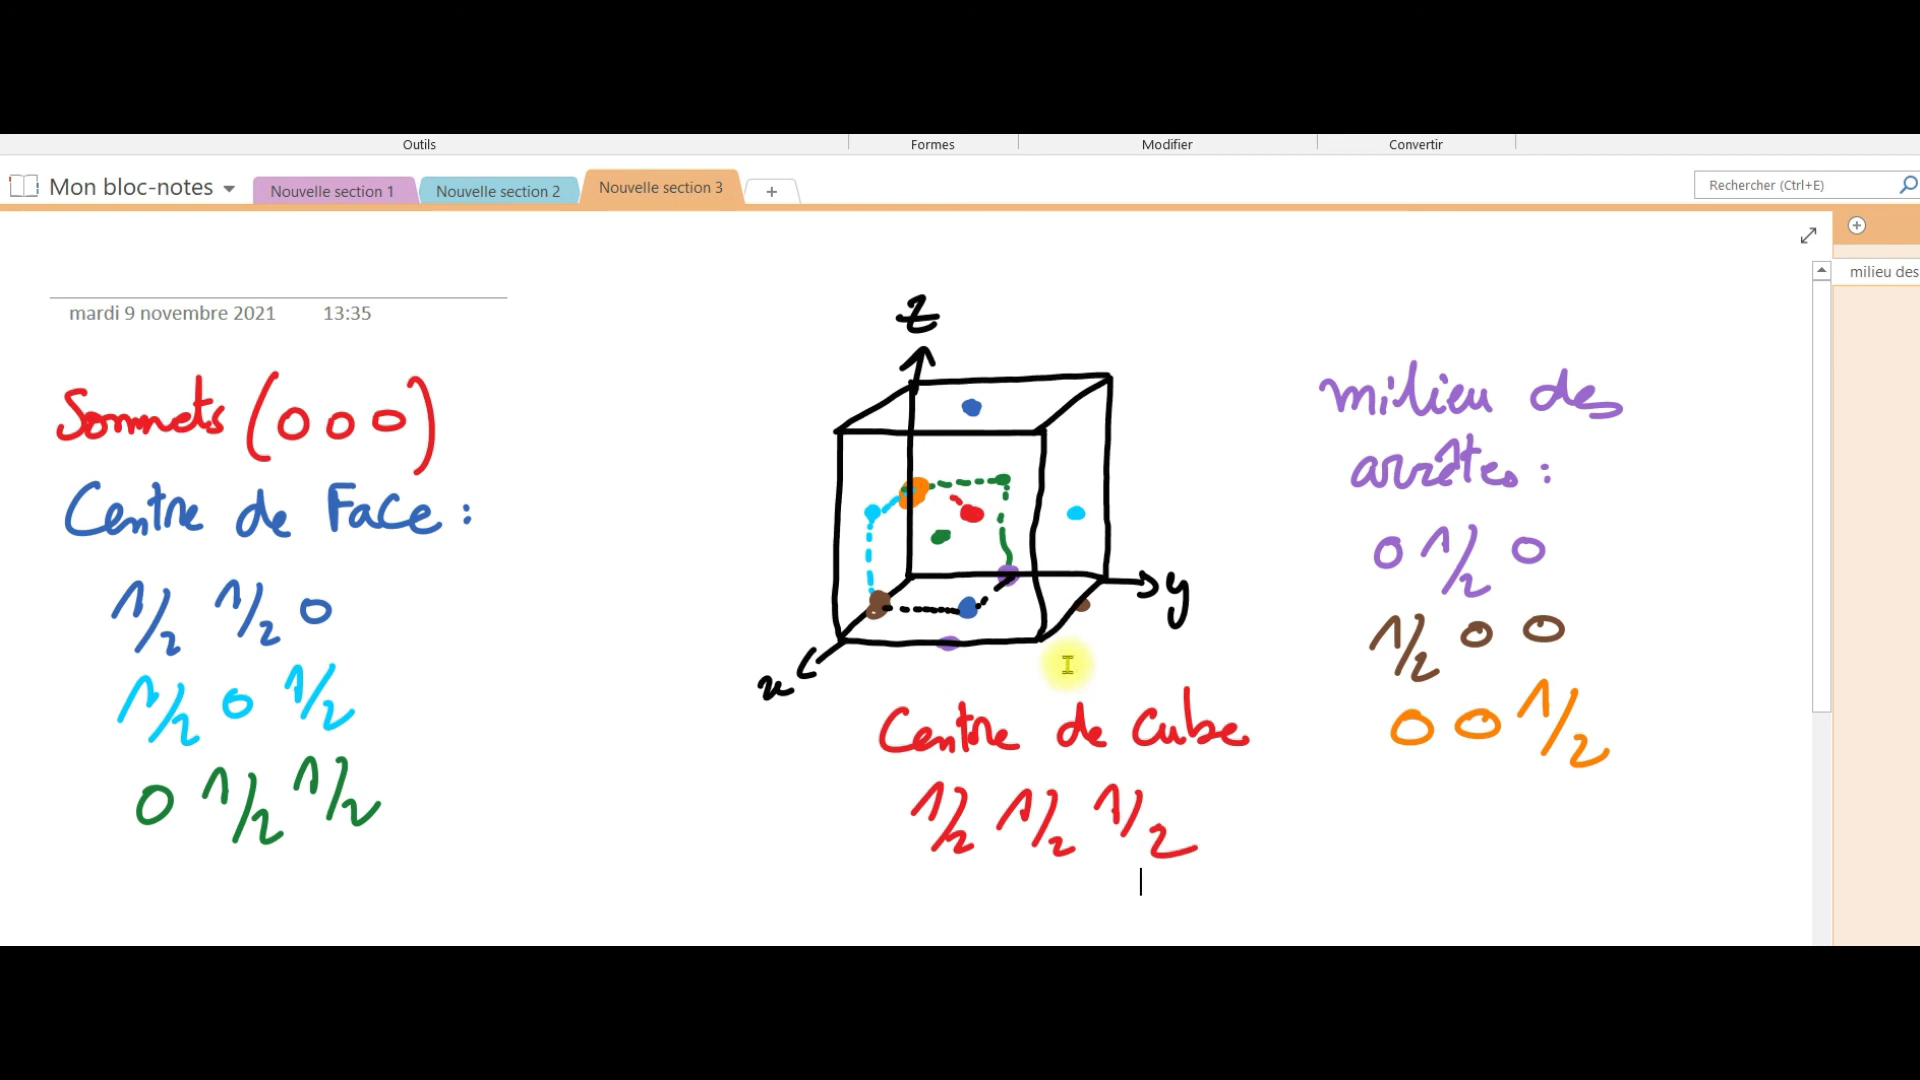 Outils Formes Modifier Convertir
Mon bloc-notes Nouvelle section 1 Nouvelle section 2 Nouvelle section 3 + Rechercher (Ctrl+E)
milieu des
mardi 9 novembre 2021 13:35
Sommets (0 0 0)
Centre de Face :
1/2 1/2 0
1/2 0 1/2
0 1/2 1/2
z
y
x
Centre de Cube
1/2 1/2 1/2
milieu des
arrêtes :
0 1/2 0
1/2 0 0
0 0 1/2